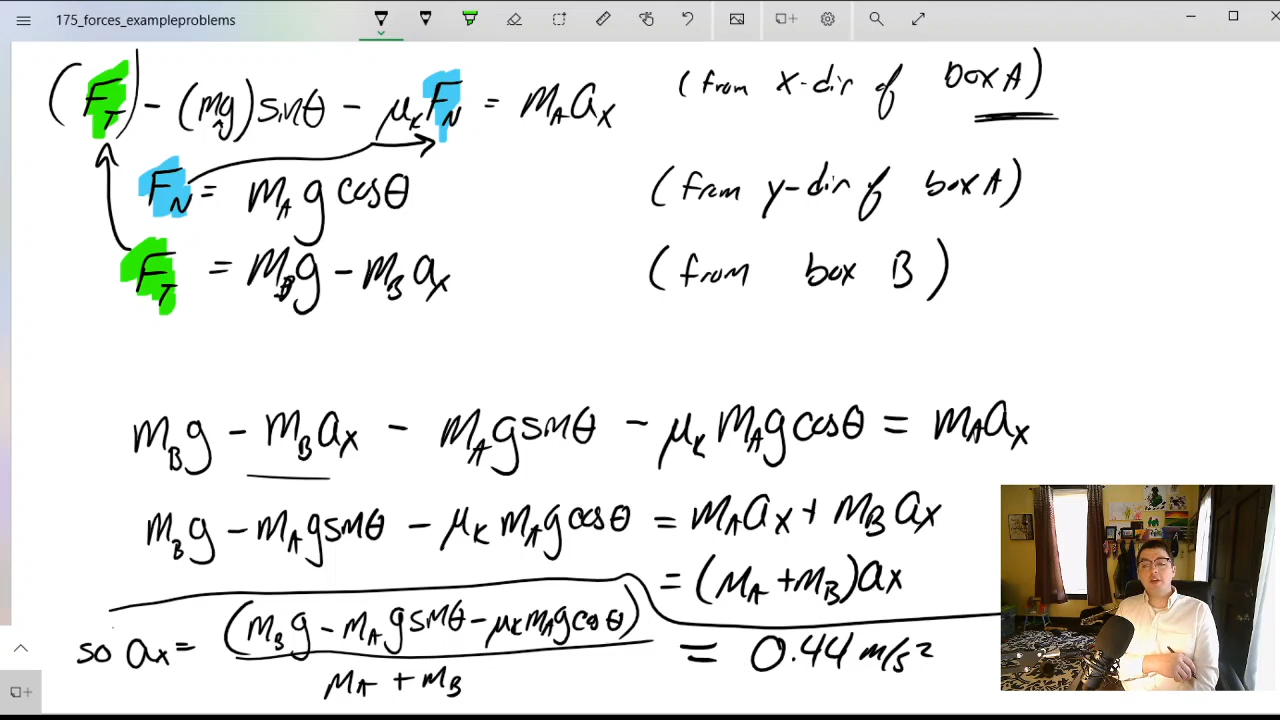 175_forces_exampleproblems
(F_T) - (mg) sinθ - μ_K F_N = m_A a_x (from x-dir of box A)
F_N = m_A g cosθ (from y-dir of box A)
F_T = m_B g - m_B a_x (from box B)
m_B g - m_B a_x - m_A g sinθ - μ_K m_A g cosθ = m_A a_x
m_B g - m_A g sinθ - μ_K m_A g cosθ = m_A a_x + m_B a_x
= (m_A + m_B) a_x
so a_x = (m_B g - m_A g sinθ - μ_K m_A g cosθ) / m_A + m_B = 0.44 m/s²